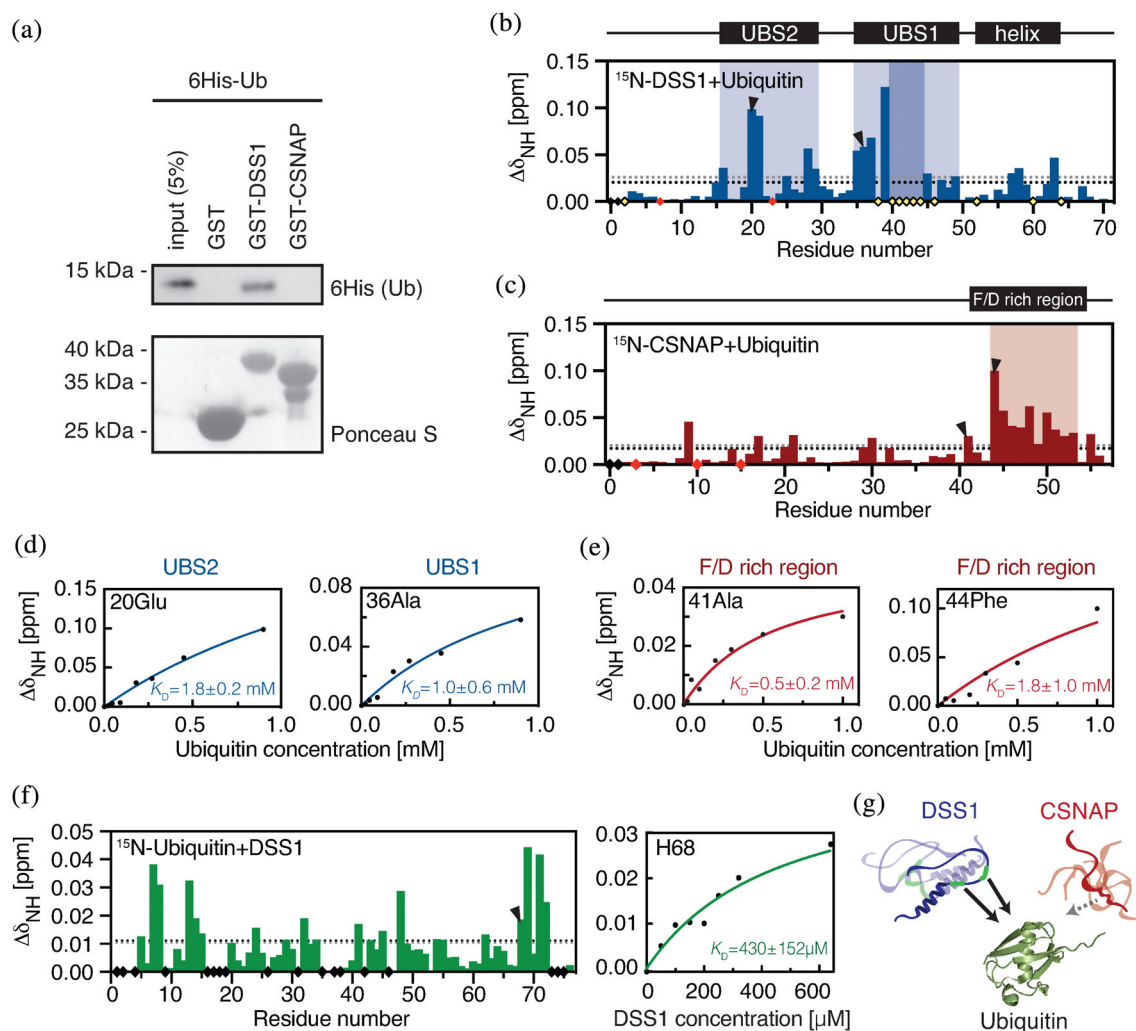 (a)
6His-Ub
input (5%)
GST
GST-DSS1
GST-CSNAP
15 kDa -
6His (Ub)
40 kDa -
35 kDa -
25 kDa -
Ponceau S
(b)
UBS2
UBS1
helix
¹⁵N-DSS1+Ubiquitin
ΔδNH [ppm]
0.15
0.10
0.05
0.00
0 10 20 30 40 50 60 70
Residue number
(c)
F/D rich region
¹⁵N-CSNAP+Ubiquitin
ΔδNH [ppm]
0.15
0.10
0.05
0.00
0 10 20 30 40 50
Residue number
(d)
UBS2
20Glu
ΔδNH [ppm]
0.15
0.10
0.05
0.00
KD=1.8±0.2 mM
0.0 0.5 1.0
UBS1
36Ala
0.08
0.04
0.00
KD=1.0±0.6 mM
0.0 0.5 1.0
Ubiquitin concentration [mM]
(e)
F/D rich region
41Ala
ΔδNH [ppm]
0.04
0.02
0.00
KD=0.5±0.2 mM
0.0 0.5 1.0
F/D rich region
44Phe
0.10
0.05
0.00
KD=1.8±1.0 mM
0.0 0.5 1.0
Ubiquitin concentration [mM]
(f)
¹⁵N-Ubiquitin+DSS1
ΔδNH [ppm]
0.05
0.04
0.03
0.02
0.01
0.00
0 10 20 30 40 50 60 70
Residue number
H68
0.03
0.02
0.01
0.00
KD=430±152µM
0 200 400 600
DSS1 concentration [µM]
(g)
DSS1
CSNAP
Ubiquitin